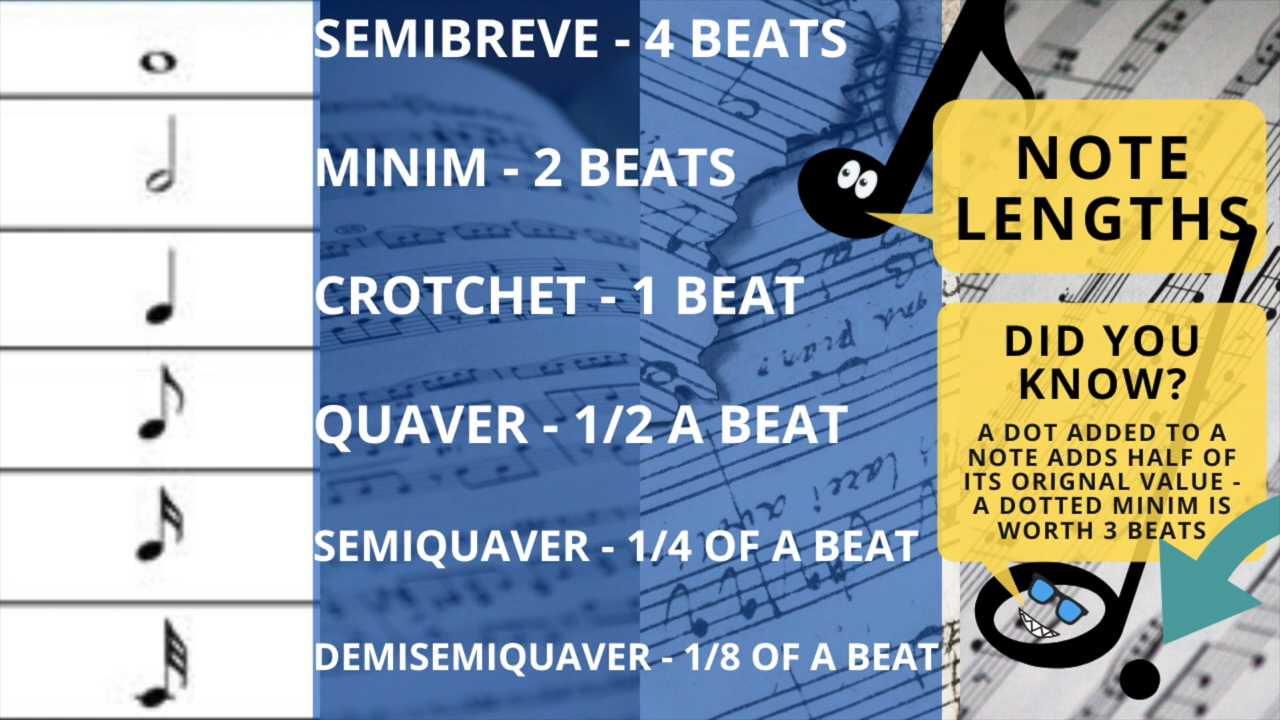 SEMIBREVE - 4 BEATS
MINIM - 2 BEATS
CROTCHET - 1 BEAT
QUAVER - 1/2 A BEAT
SEMIQUAVER - 1/4 OF A BEAT
DEMISEMIQUAVER - 1/8 OF A BEAT
NOTE
LENGTHS
DID YOU
KNOW?
A DOT ADDED TO A
NOTE ADDS HALF OF
ITS ORIGNAL VALUE -
A DOTTED MINIM IS
WORTH 3 BEATS